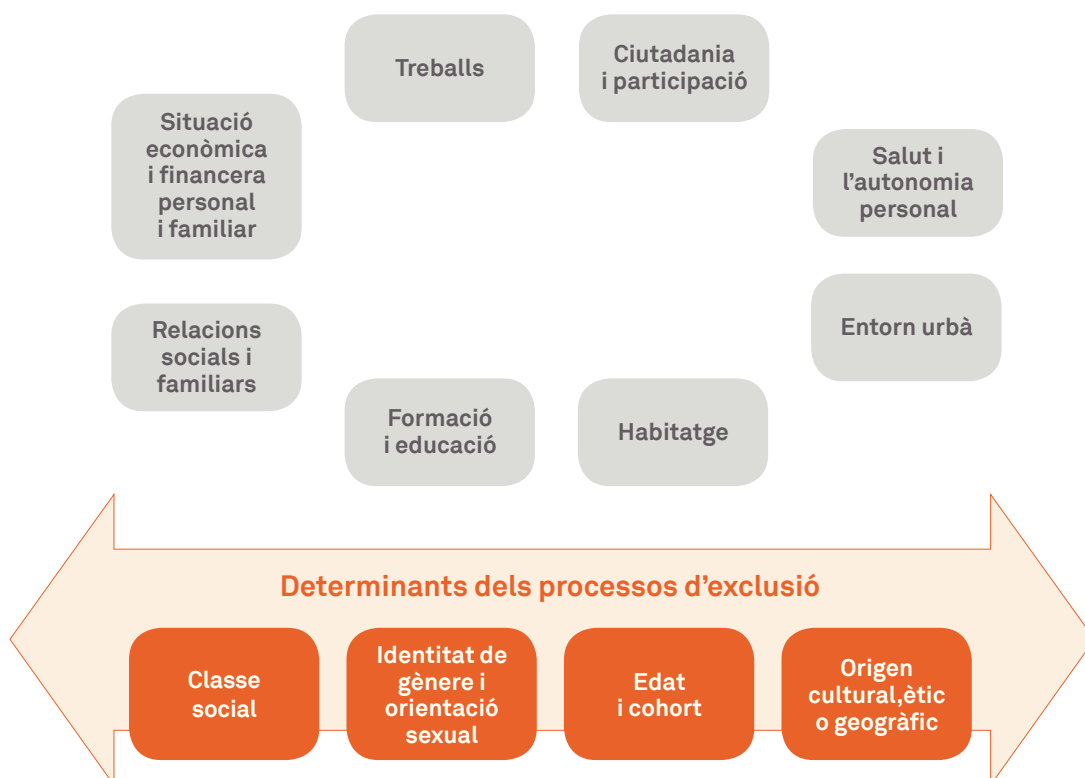 Treballs
Ciutadania
i participació
Situació
econòmica
i financera
personal
i familiar
Salut i
l’autonomia
personal
Relacions
socials i
familiars
Entorn urbà
Formació
i educació
Habitatge
Determinants dels processos d’exclusió
Classe
social
Identitat de
gènere i
orientació
sexual
Edat
i cohort
Origen
cultural,ètic
o geogràfic